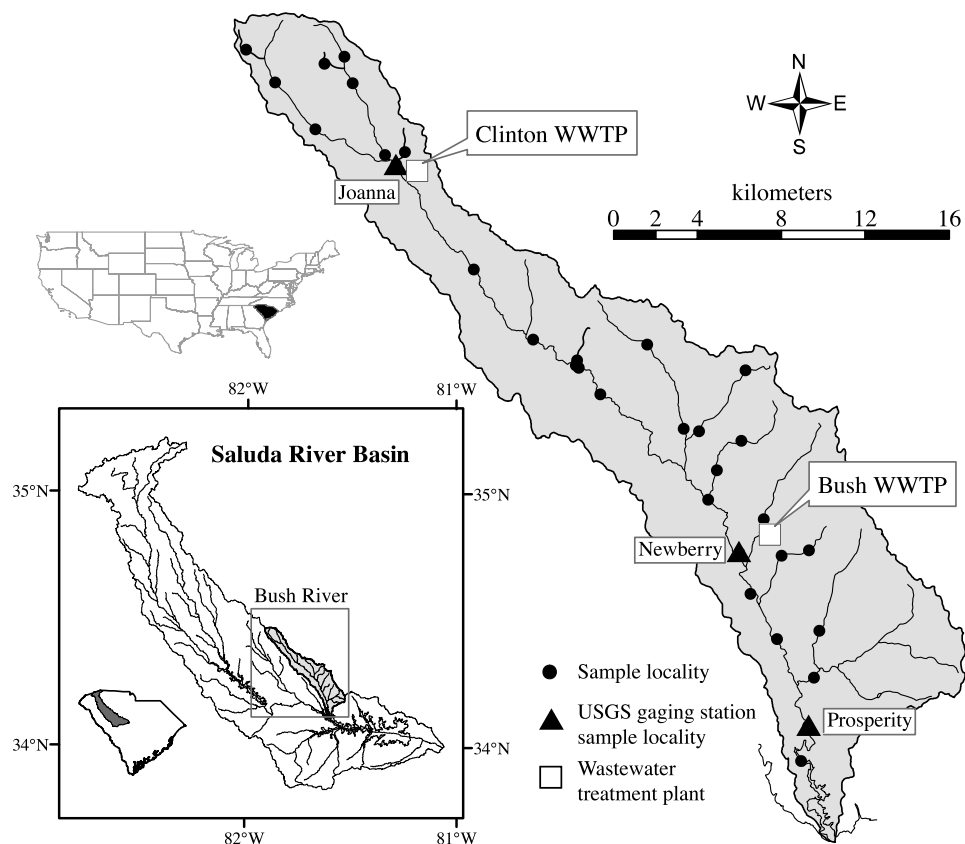 N
W
E
S
Clinton WWTP
Joanna
kilometers
0 2 4 8 12 16
82°W
81°W
Saluda River Basin
35°N
35°N
Bush River
34°N
34°N
82°W
81°W
Bush WWTP
Newberry
Prosperity
Sample locality
USGS gaging station
sample locality
Wastewater
treatment plant